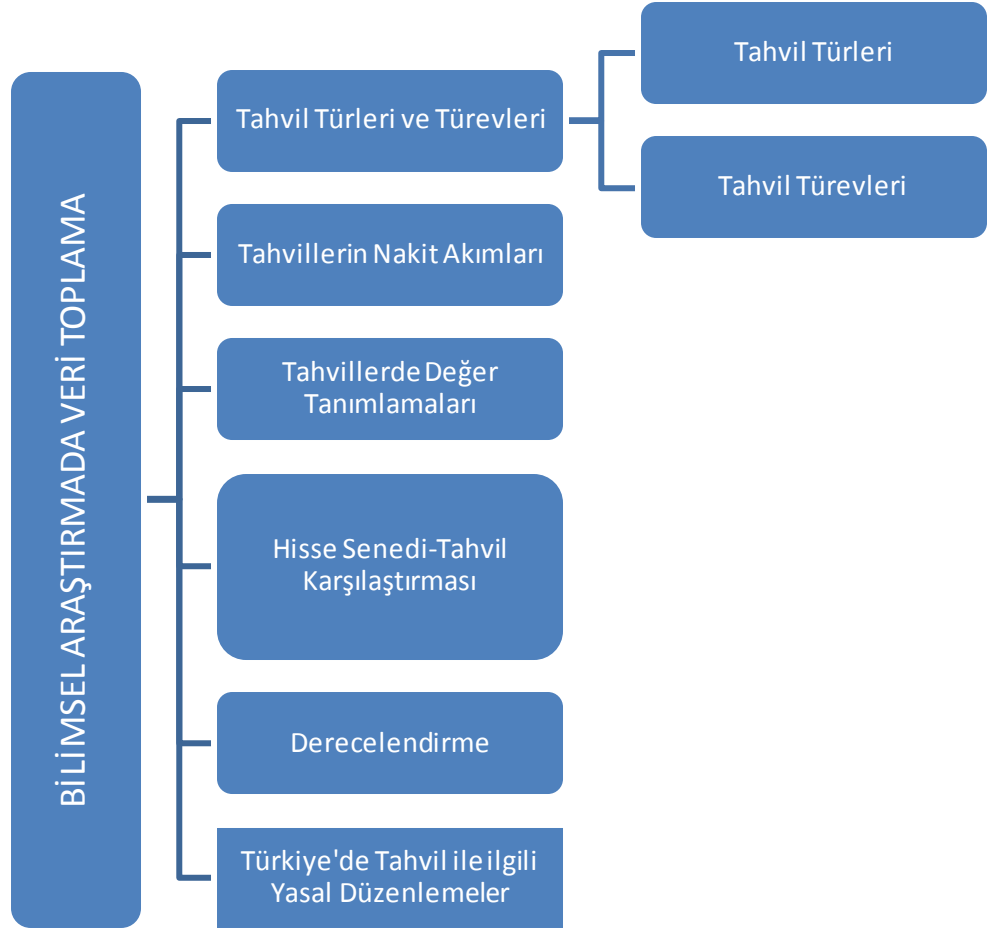 BİLİMSEL ARAŞTIRMADA VERİ TOPLAMA
Tahvil Türleri ve Türevleri
Tahvil Türleri
Tahvil Türevleri
Tahvillerin Nakit Akımları
Tahvillerde Değer
Tanımlamaları
Hisse Senedi-Tahvil
Karşılaştırması
Derecelendirme
Türkiye'de Tahvil ile ilgili
Yasal Düzenlemeler